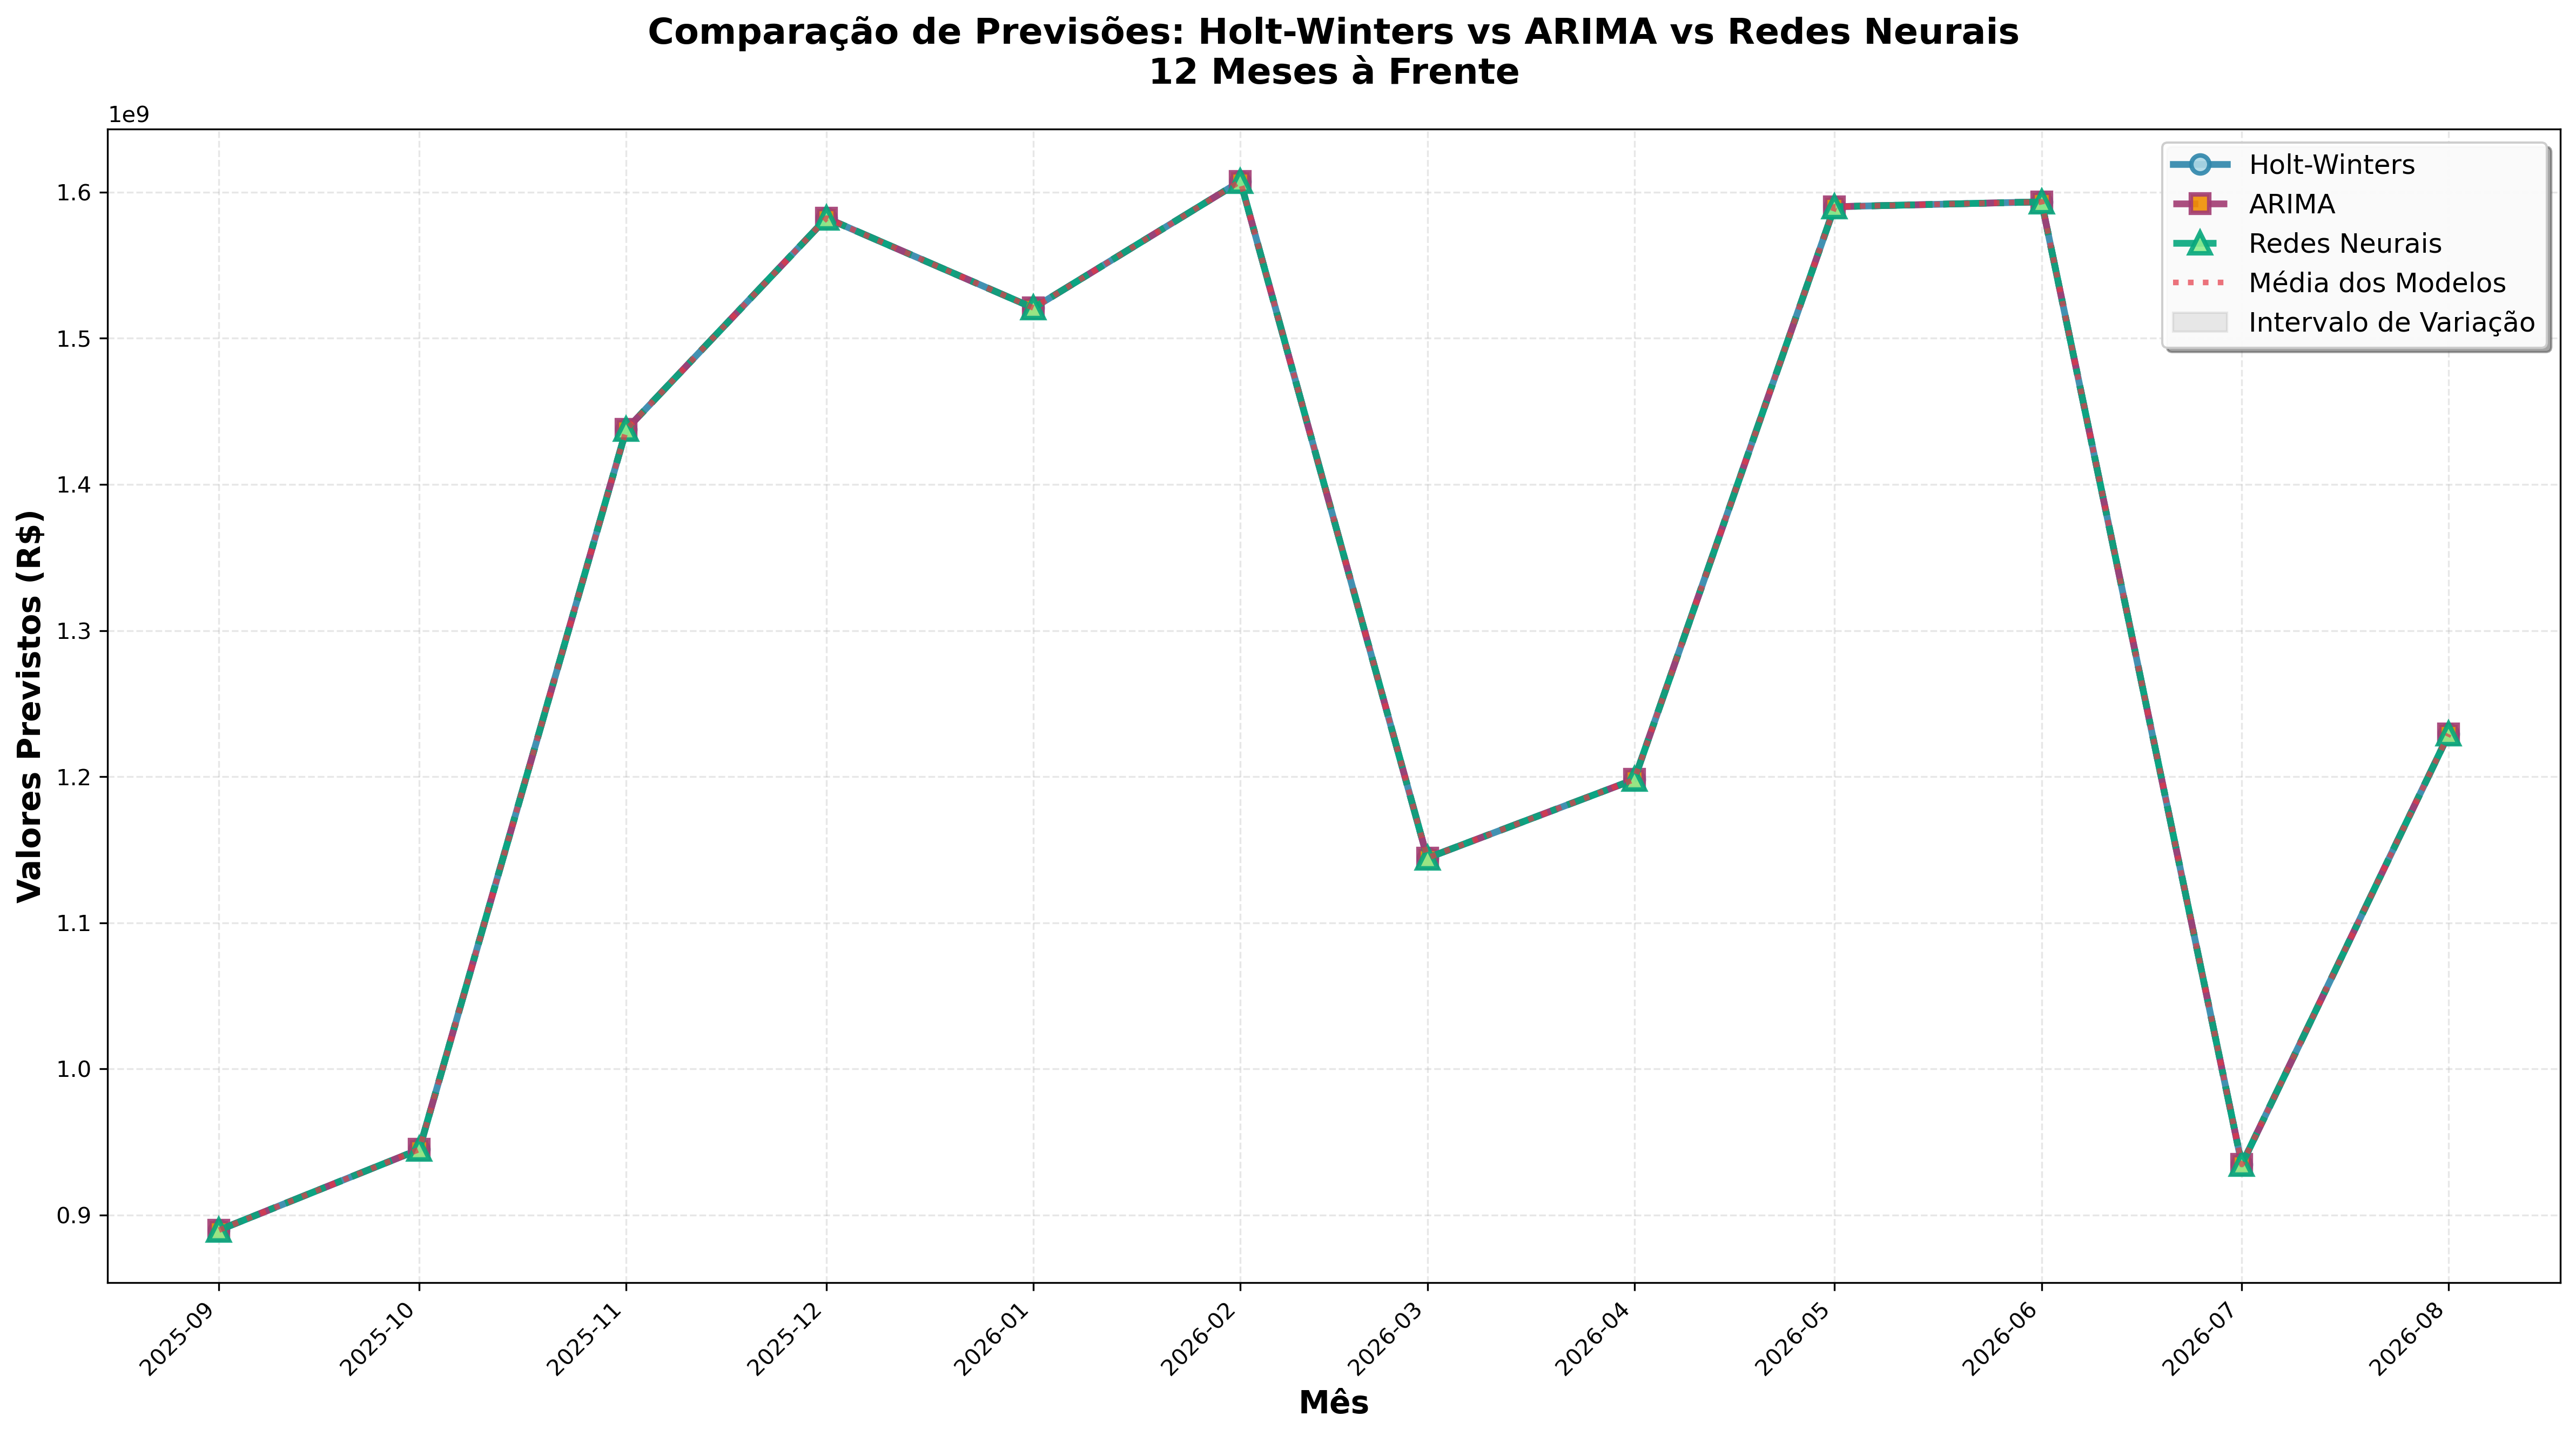 Comparação de Previsões: Holt-Winters vs ARIMA vs Redes Neurais
12 Meses à Frente
1e9
Holt-Winters
ARIMA
Redes Neurais
Média dos Modelos
Intervalo de Variação
Valores Previstos (R$)
1.6
1.5
1.4
1.3
1.2
1.1
1.0
0.9
2025-09
2025-10
2025-11
2025-12
2026-01
2026-02
2026-03
2026-04
2026-05
2026-06
2026-07
2026-08
Mês